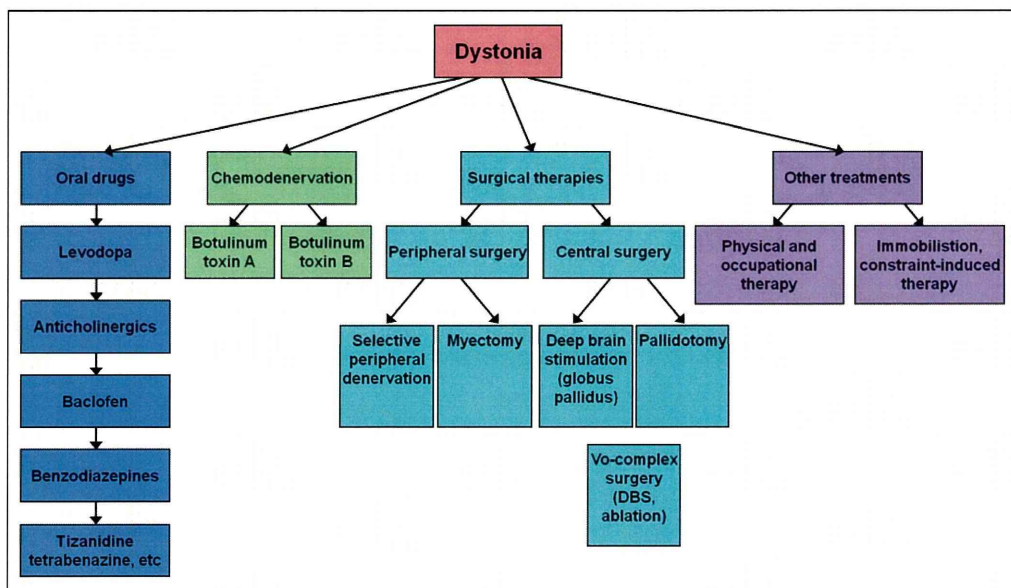 Dystonia
Oral drugs
Chemodenervation
Surgical therapies
Other treatments
Levodopa
Botulinum
toxin A
Botulinum
toxin B
Peripheral surgery
Central surgery
Physical and
occupational
therapy
Immobilistion,
constraint-induced
therapy
Anticholinergics
Selective
peripheral
denervation
Myectomy
Deep brain
stimulation
(globus
pallidus)
Pallidotomy
Baclofen
Benzodiazepines
Vo-complex
surgery
(DBS,
ablation)
Tizanidine
tetrabenazine, etc